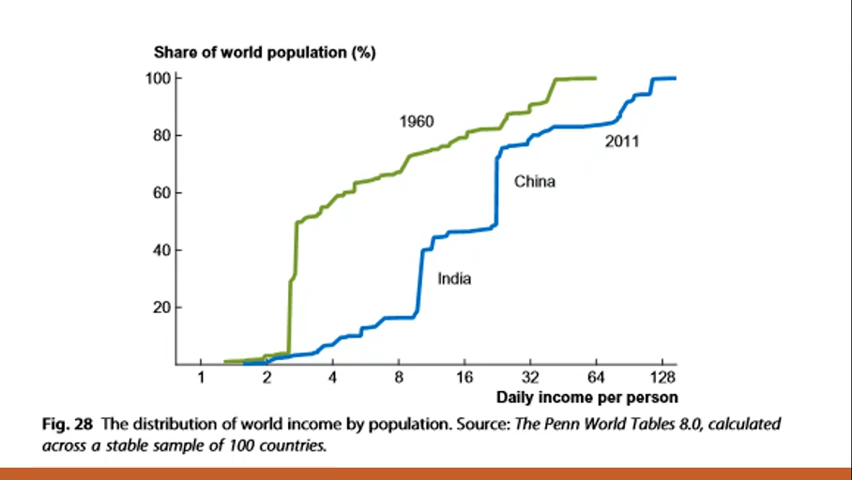 Share of world population (%)
100
80
60
40
20
1960
2011
China
India
1 2 4 8 16 32 64 128
Daily income per person
Fig. 28 The distribution of world income by population. Source: The Penn World Tables 8.0, calculated
across a stable sample of 100 countries.